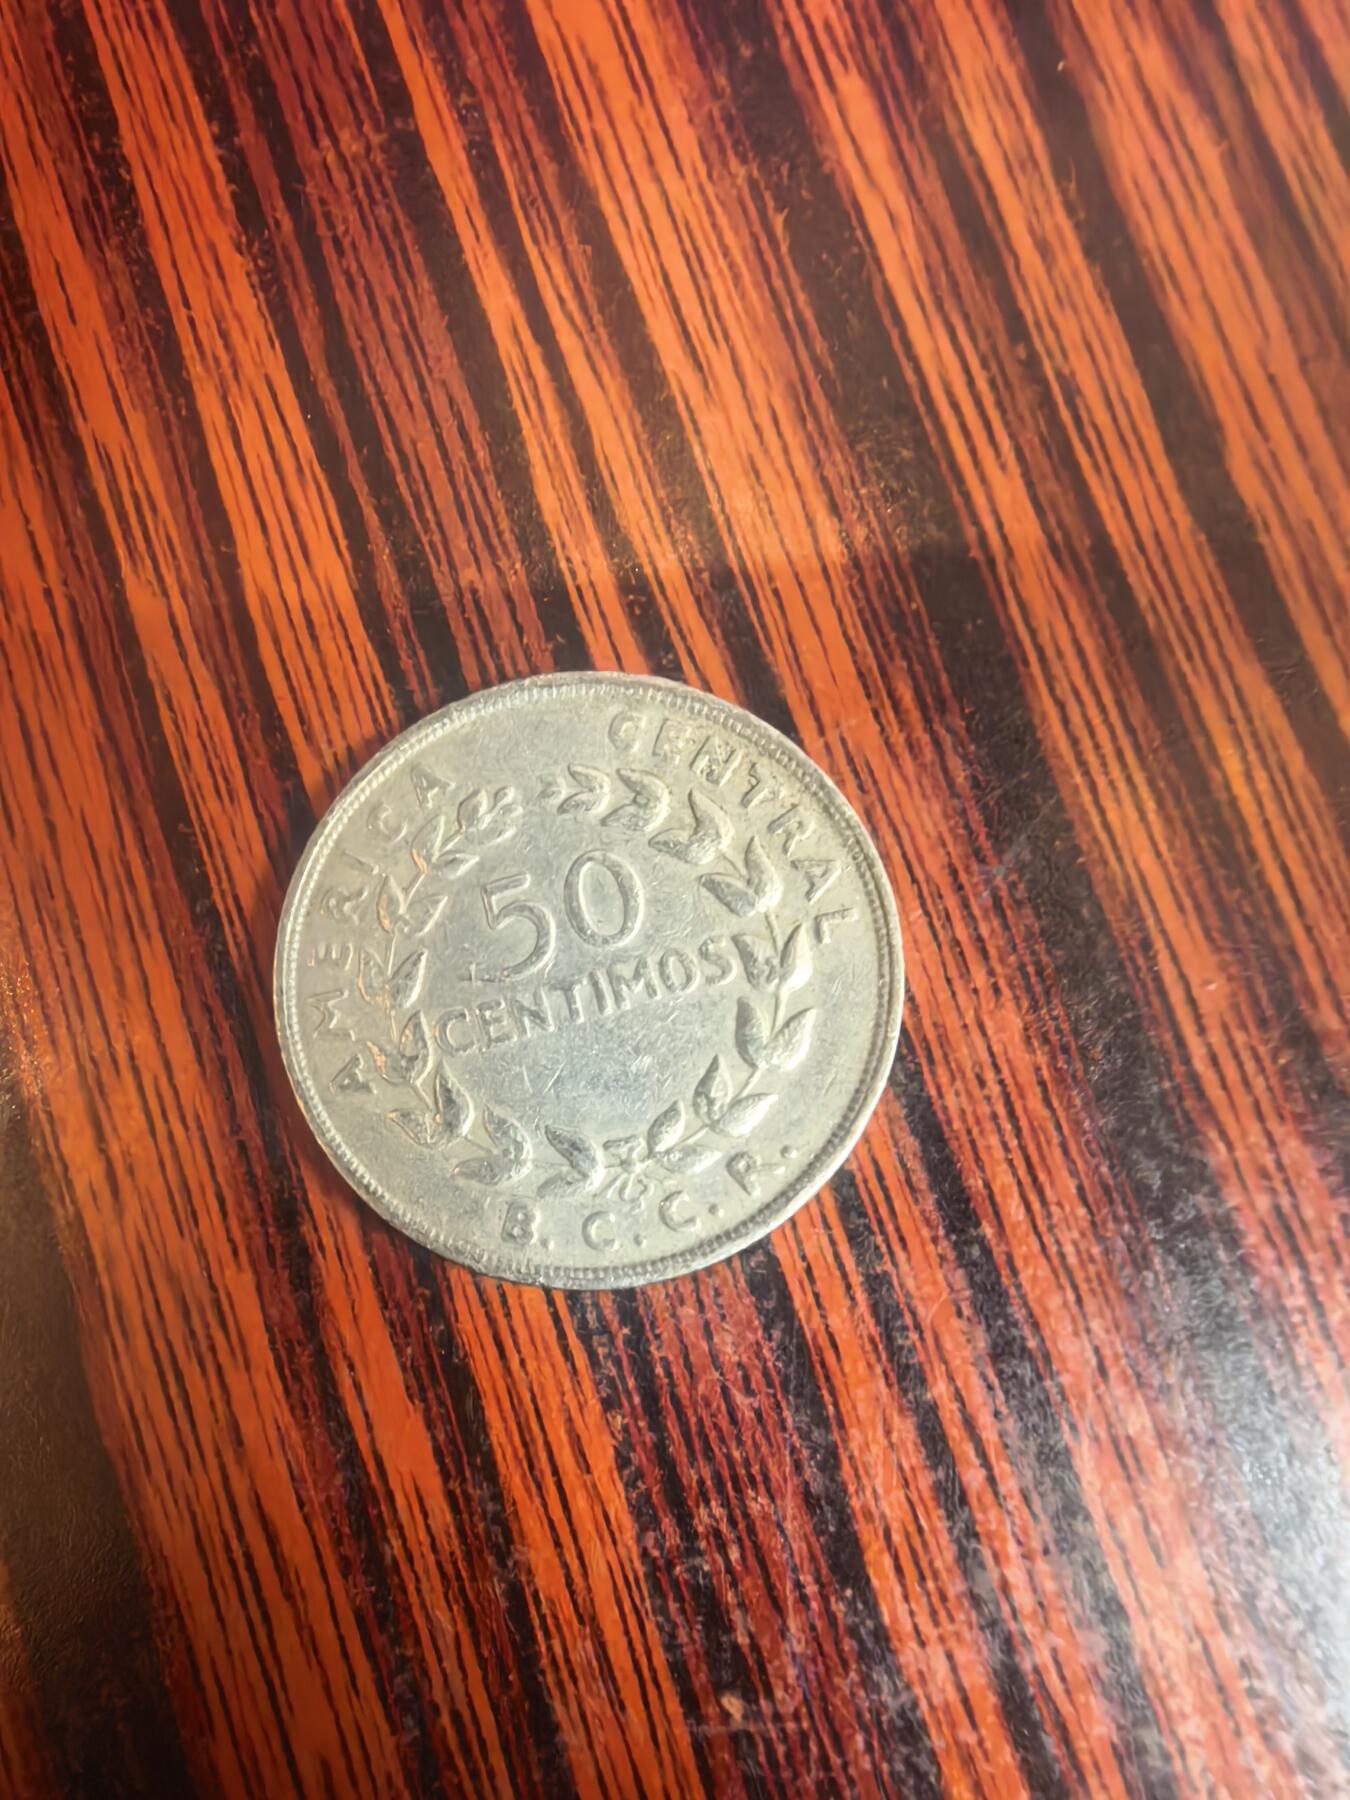 AMERICA CENTRAL
50
CENTIMOS
B. C. C. R.